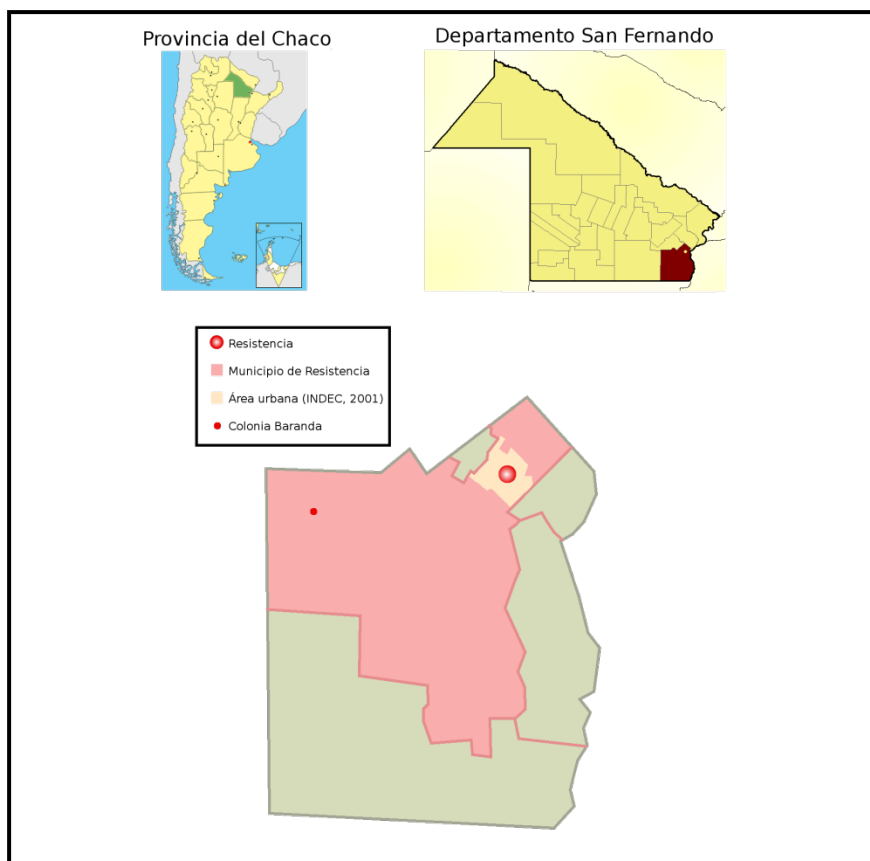 Provincia del Chaco
Departamento San Fernando
Resistencia
Municipio de Resistencia
Área urbana (INDEC, 2001)
Colonia Baranda